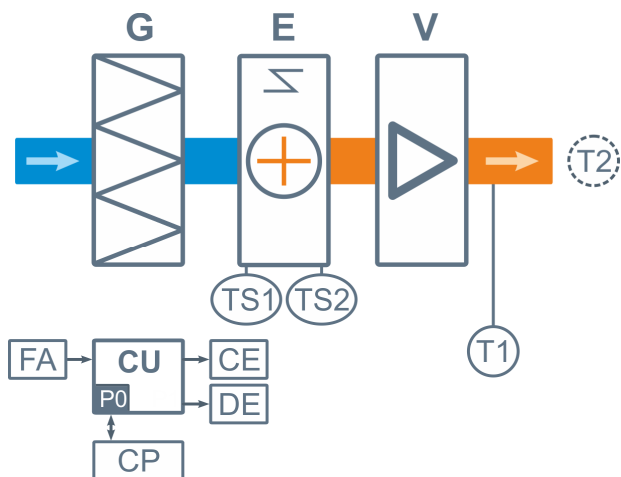 G E V
T2
TS1 TS2
T1
FA CU CE
P0 DE
CP